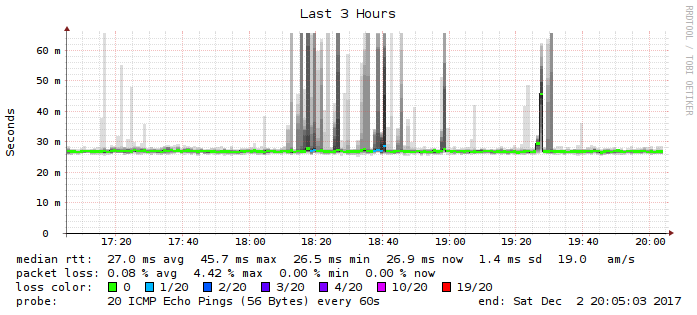 Last 3 Hours
RRDTOOL / TOBI OETIKER
Seconds
60 m
50 m
40 m
30 m
20 m
10 m
0
17:20 17:40 18:00 18:20 18:40 19:00 19:20 19:40 20:00
median rtt: 27.0 ms avg 45.7 ms max 26.5 ms min 26.9 ms now 1.4 ms sd 19.0 am/s
packet loss: 0.08 % avg 4.42 % max 0.00 % min 0.00 % now
loss color: 0 1/20 2/20 3/20 4/20 10/20 19/20
probe: 20 ICMP Echo Pings (56 Bytes) every 60s end: Sat Dec 2 20:05:03 2017